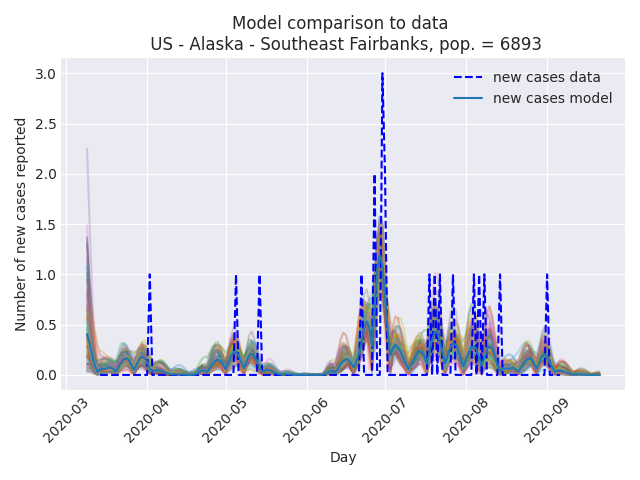 Model comparison to data
US - Alaska - Southeast Fairbanks, pop. = 6893
new cases data
new cases model
Number of new cases reported
3.0
2.5
2.0
1.5
1.0
0.5
0.0
2020-03
2020-04
2020-05
2020-06
2020-07
2020-08
2020-09
Day